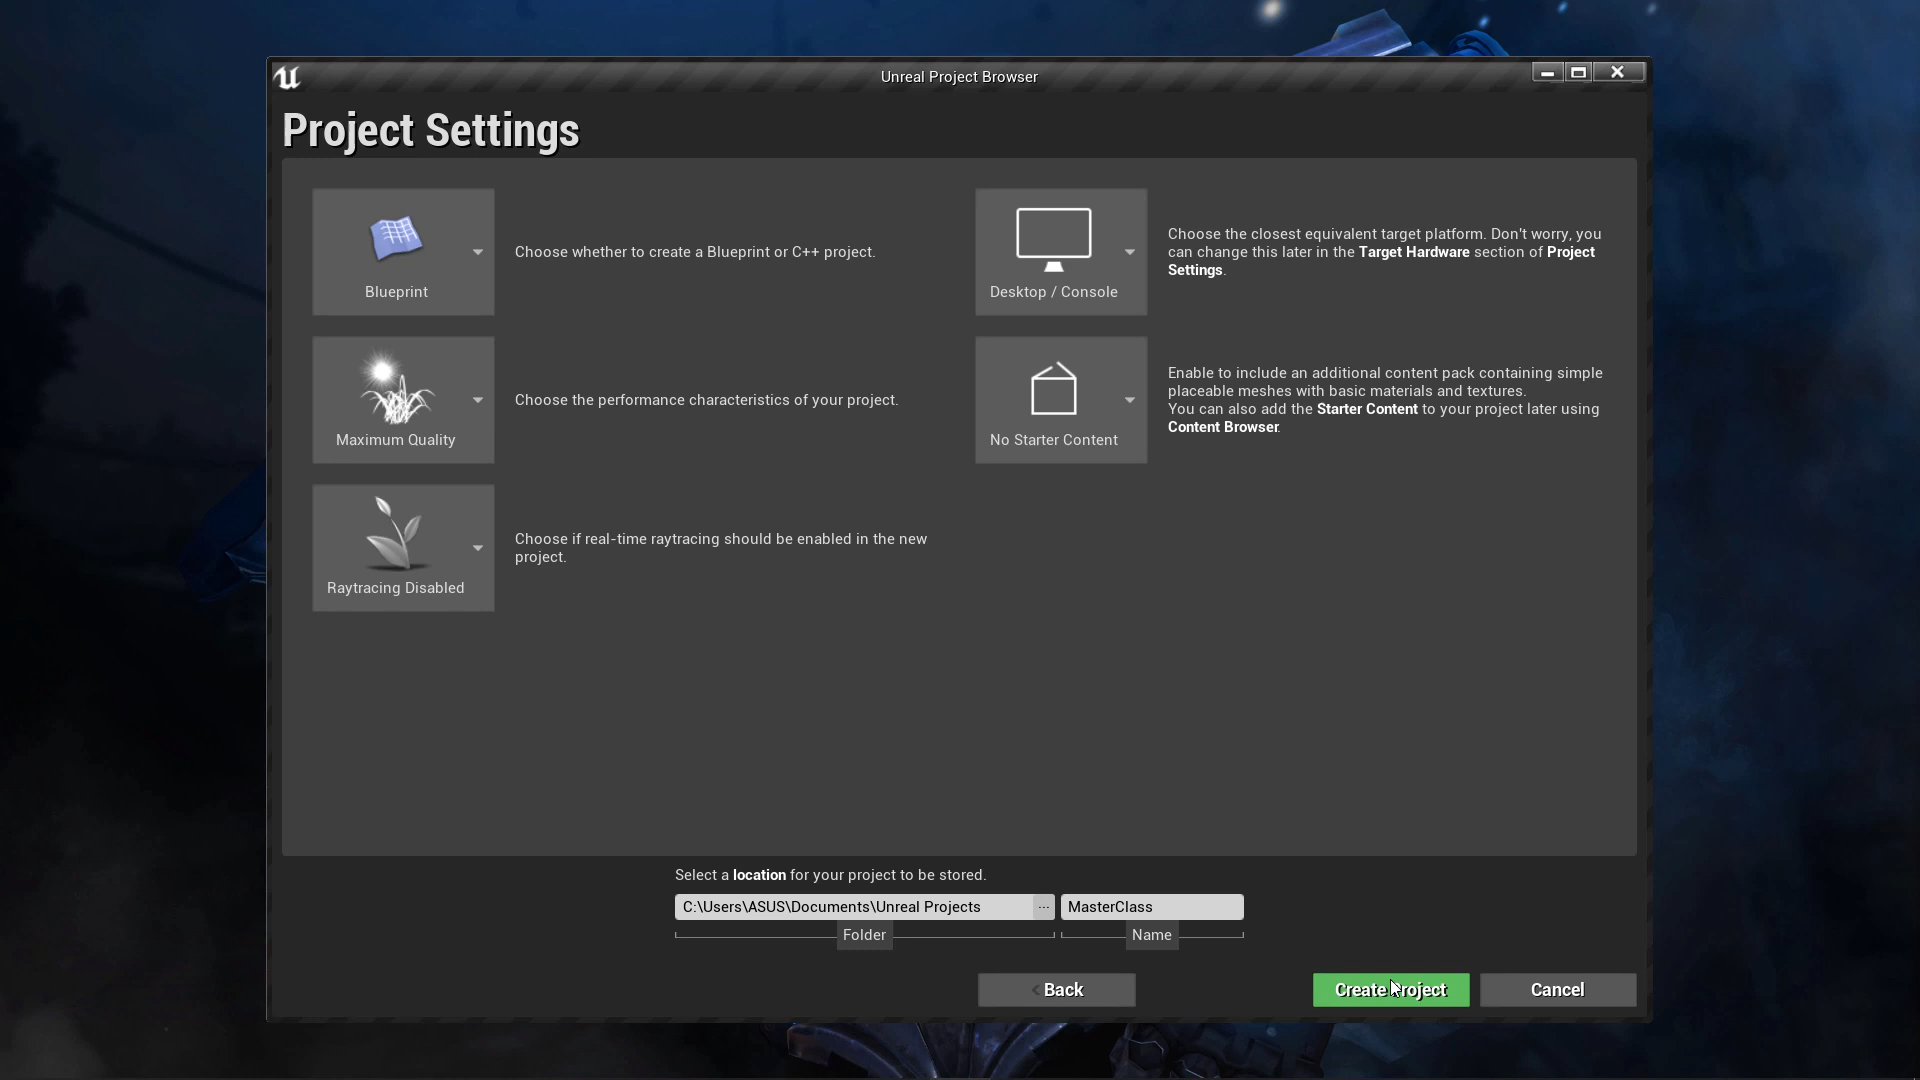 Unreal Project Browser
Project Settings
Blueprint
Choose whether to create a Blueprint or C++ project.
Desktop / Console
Choose the closest equivalent target platform. Don't worry, you
can change this later in the Target Hardware section of Project
Settings.
Maximum Quality
Choose the performance characteristics of your project.
No Starter Content
Enable to include an additional content pack containing simple
placeable meshes with basic materials and textures.
You can also add the Starter Content to your project later using
Content Browser.
Raytracing Disabled
Choose if real-time raytracing should be enabled in the new
project.
Select a location for your project to be stored.
C:\Users\ASUS\Documents\Unreal Projects ... MasterClass
Folder Name
< Back Create Project Cancel